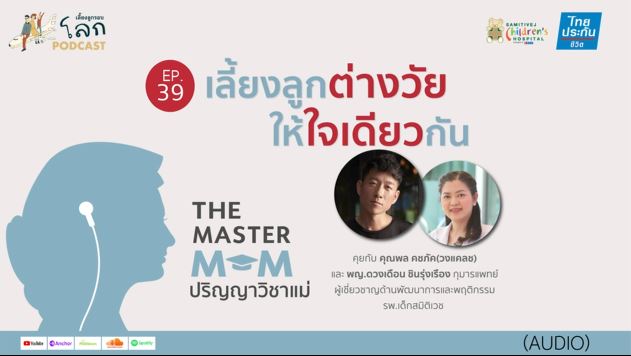 เลี้ยงลูกรอบ
โลก
PODCAST
SAMITIVEJ
Children's
HOSPITAL
ไทย
ประกัน
ชีวิต
EP.
39
เลี้ยงลูกต่างวัย
ให้ใจเดียวกัน
THE
MASTER
MOM
ปริญญาวิชาแม่
คุยกับ คุณพล คชภัค(วงแคลช)
และ พญ.ดวงเดือน ชินรุ่งเรือง กุมารแพทย์
ผู้เชี่ยวชาญด้านพัฒนาการและพฤติกรรม
รพ.เด็กสมิติเวช
YouTube
Anchor
SOUNDCLOUD
Spotify
(AUDIO)